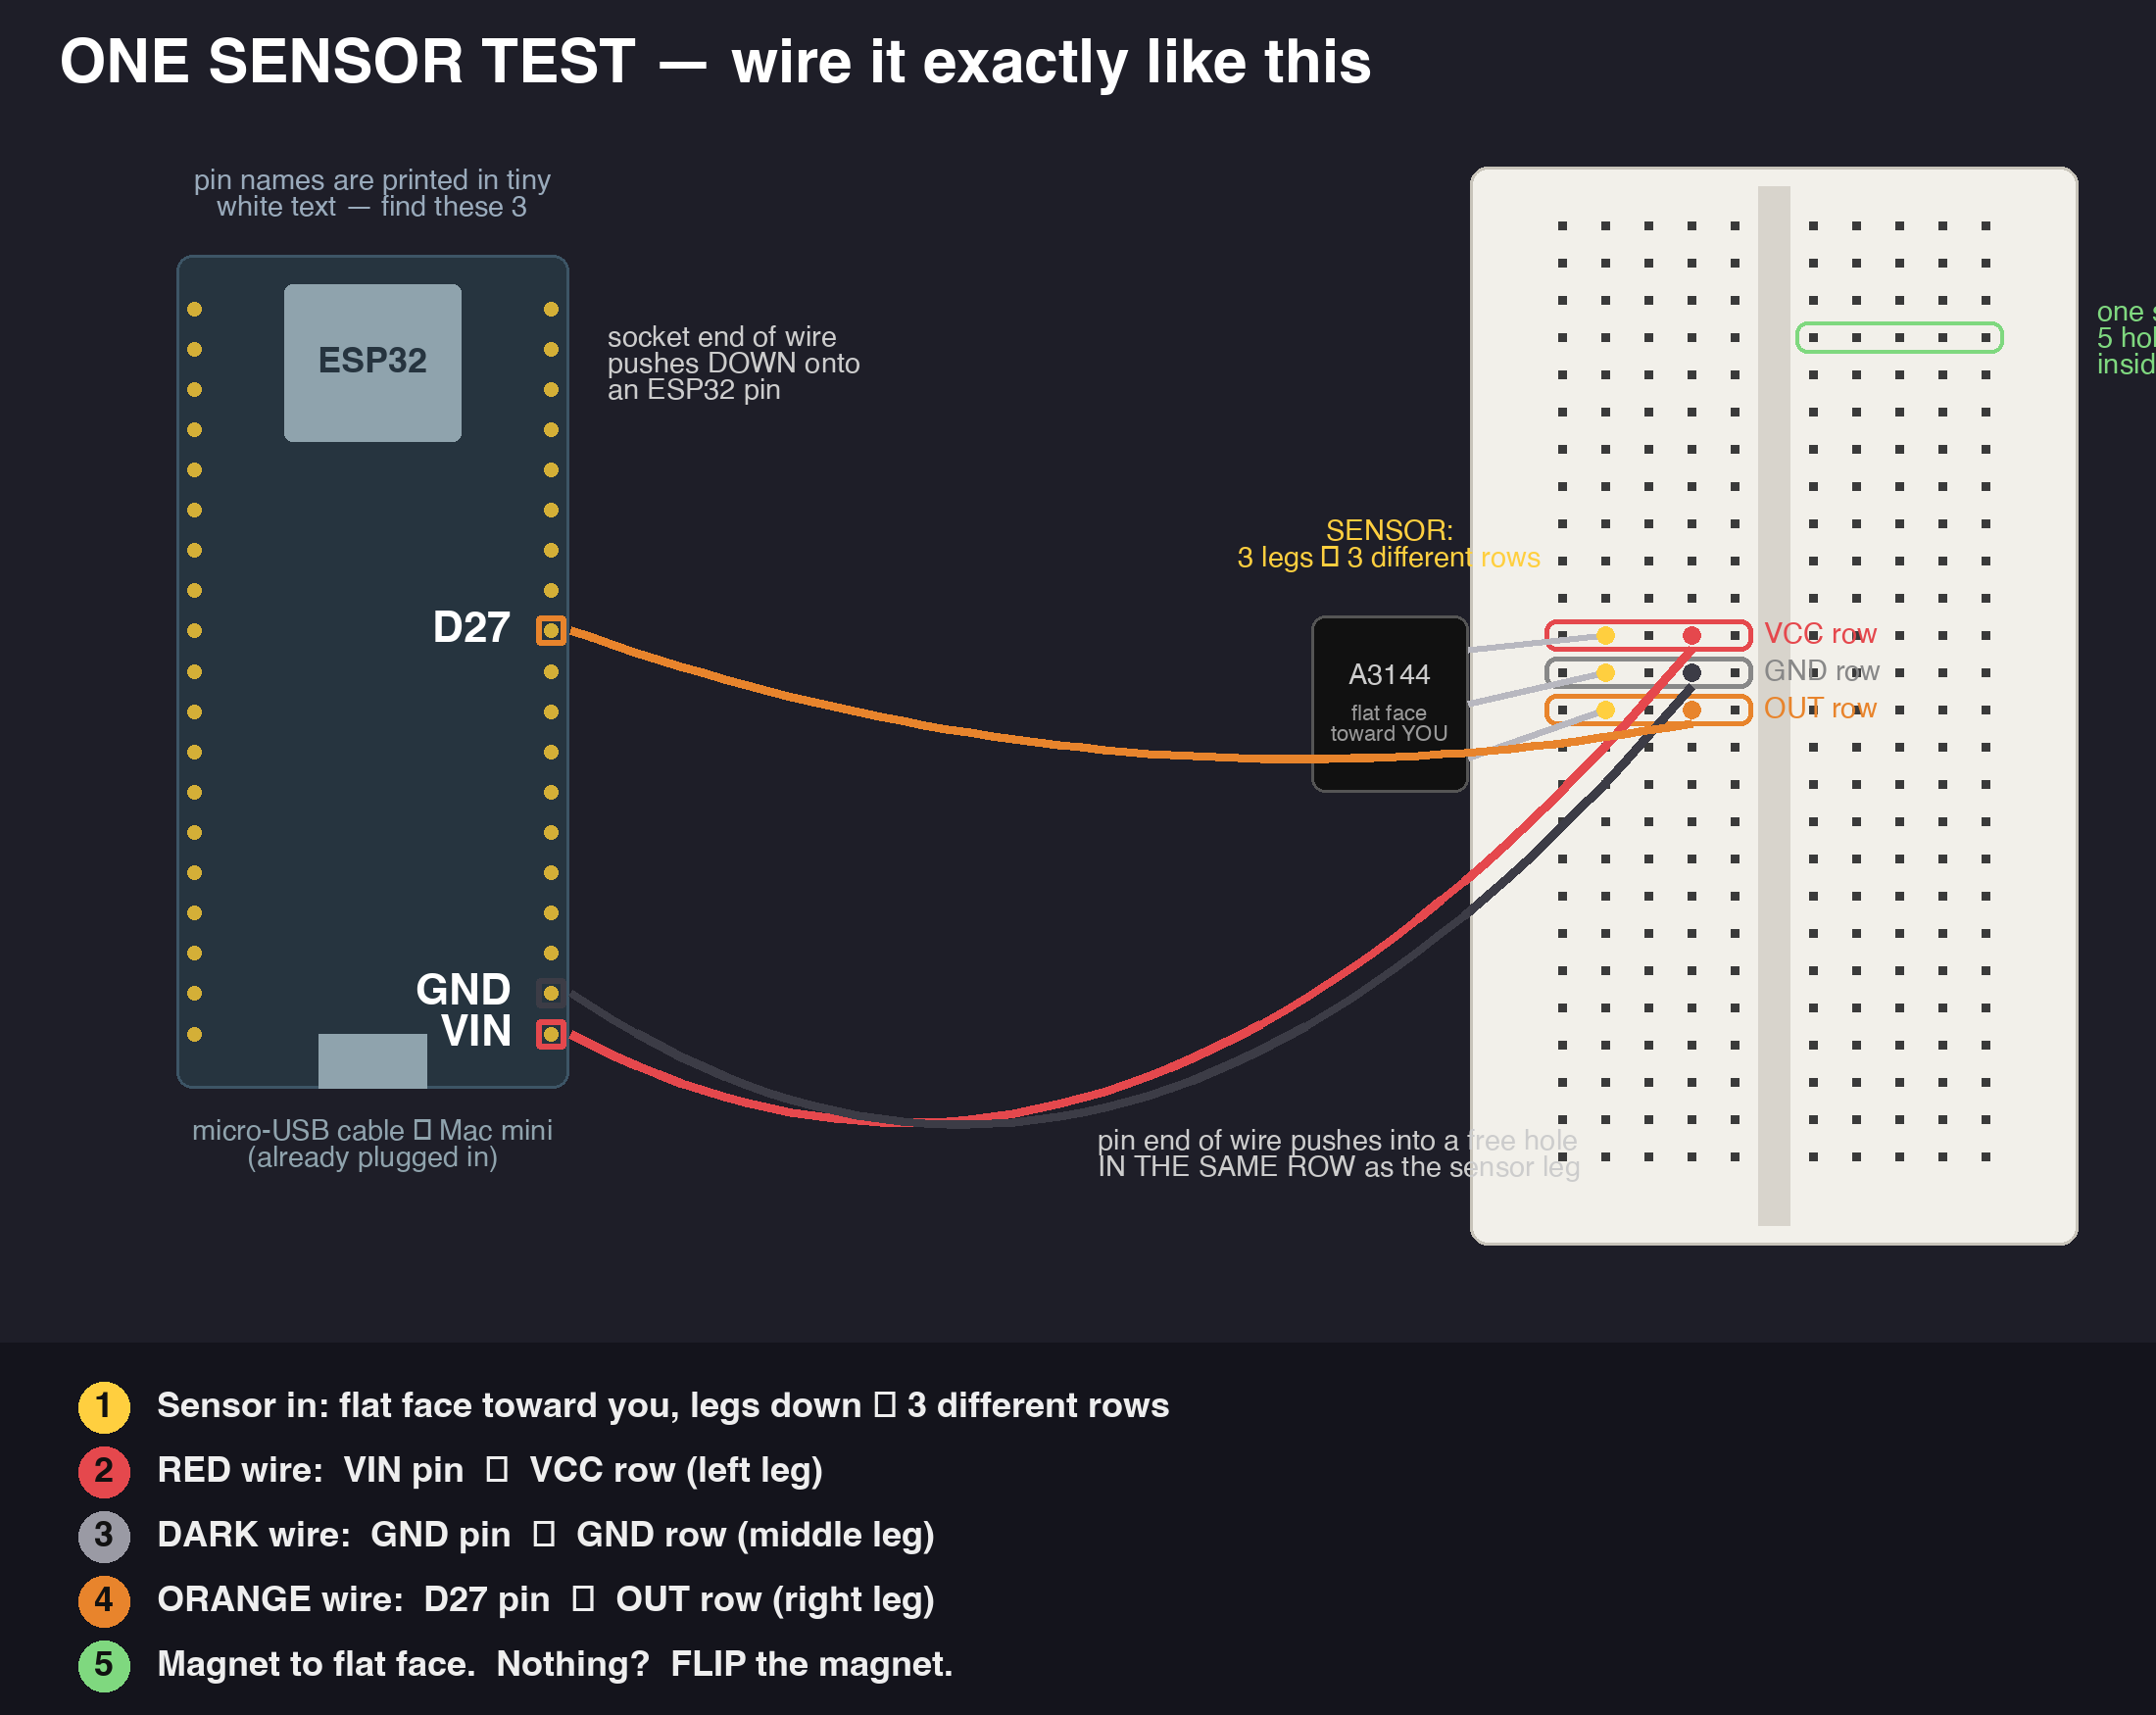 ONE SENSOR TEST — wire it exactly like this
pin names are printed in tiny
white text — find these 3
ESP32
socket end of wire
pushes DOWN onto
an ESP32 pin
one s
5 hol
insid
SENSOR:
3 legs □ 3 different rows
D27
A3144
flat face
toward YOU
VCC row
GND row
OUT row
GND
VIN
micro-USB cable □ Mac mini
(already plugged in)
pin end of wire pushes into a free hole
IN THE SAME ROW as the sensor leg
1 Sensor in: flat face toward you, legs down □ 3 different rows
2 RED wire: VIN pin □ VCC row (left leg)
3 DARK wire: GND pin □ GND row (middle leg)
4 ORANGE wire: D27 pin □ OUT row (right leg)
5 Magnet to flat face. Nothing? FLIP the magnet.